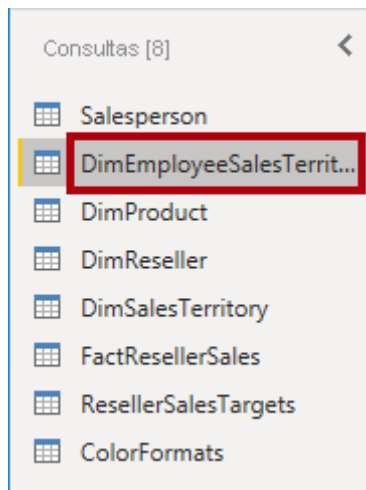 Consultas [8]
Salesperson
DimEmployeeSalesTerrit...
DimProduct
DimReseller
DimSalesTerritory
FactResellerSales
ResellerSalesTargets
ColorFormats